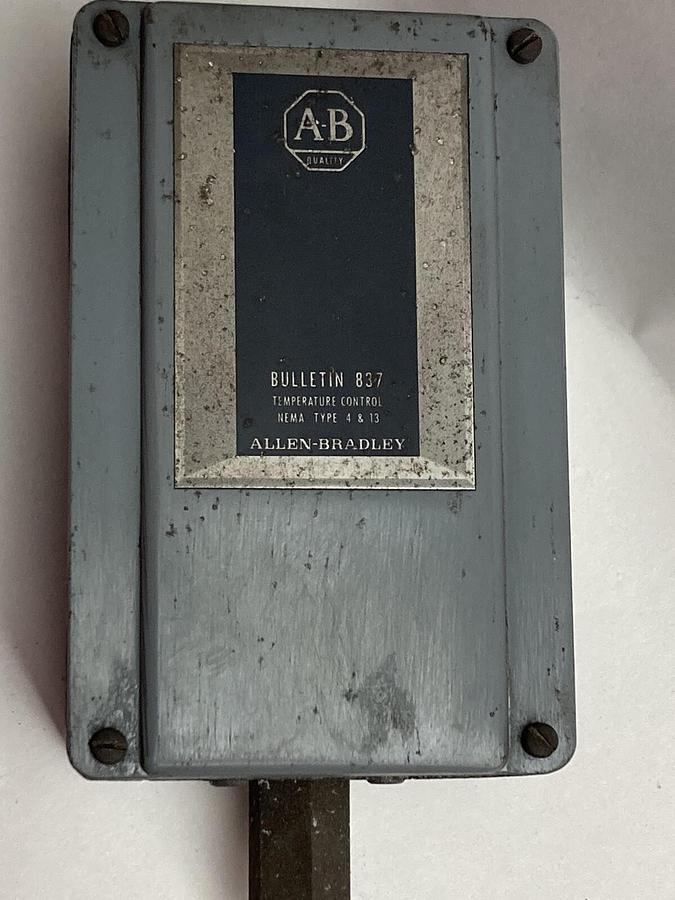 A-B
QUALITY
BULLETIN 837
TEMPERATURE CONTROL
NEMA TYPE 4 & 13
ALLEN-BRADLEY